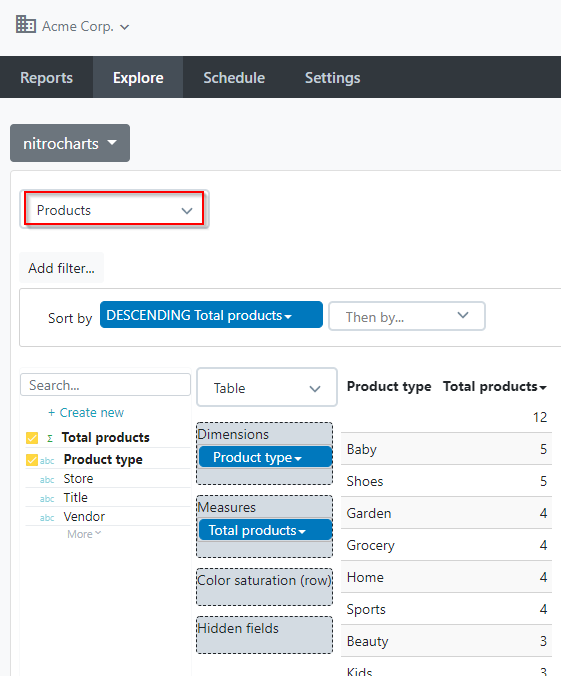 Acme Corp.
Reports Explore Schedule Settings
nitrocharts
Products
Add filter...
Sort by DESCENDING Total products Then by...
Search...
+ Create new
Σ Total products
abc Product type
abc Store
abc Title
abc Vendor
More
Table
Dimensions
Product type
Measures
Total products
Color saturation (row)
Hidden fields
Product type Total products
12
Baby 5
Shoes 5
Garden 4
Grocery 4
Home 4
Sports 4
Beauty 3
Kids 3